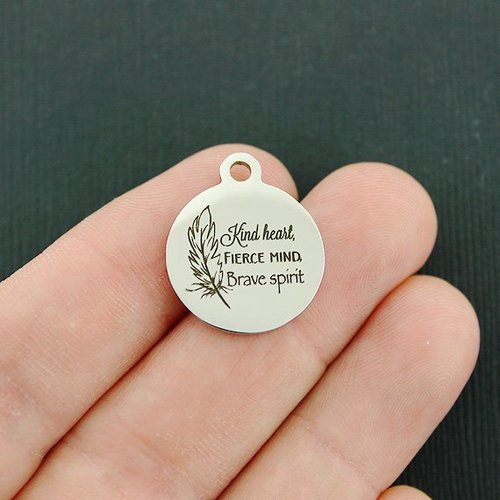 Kind heart,
FIERCE MIND,
Brave spirit